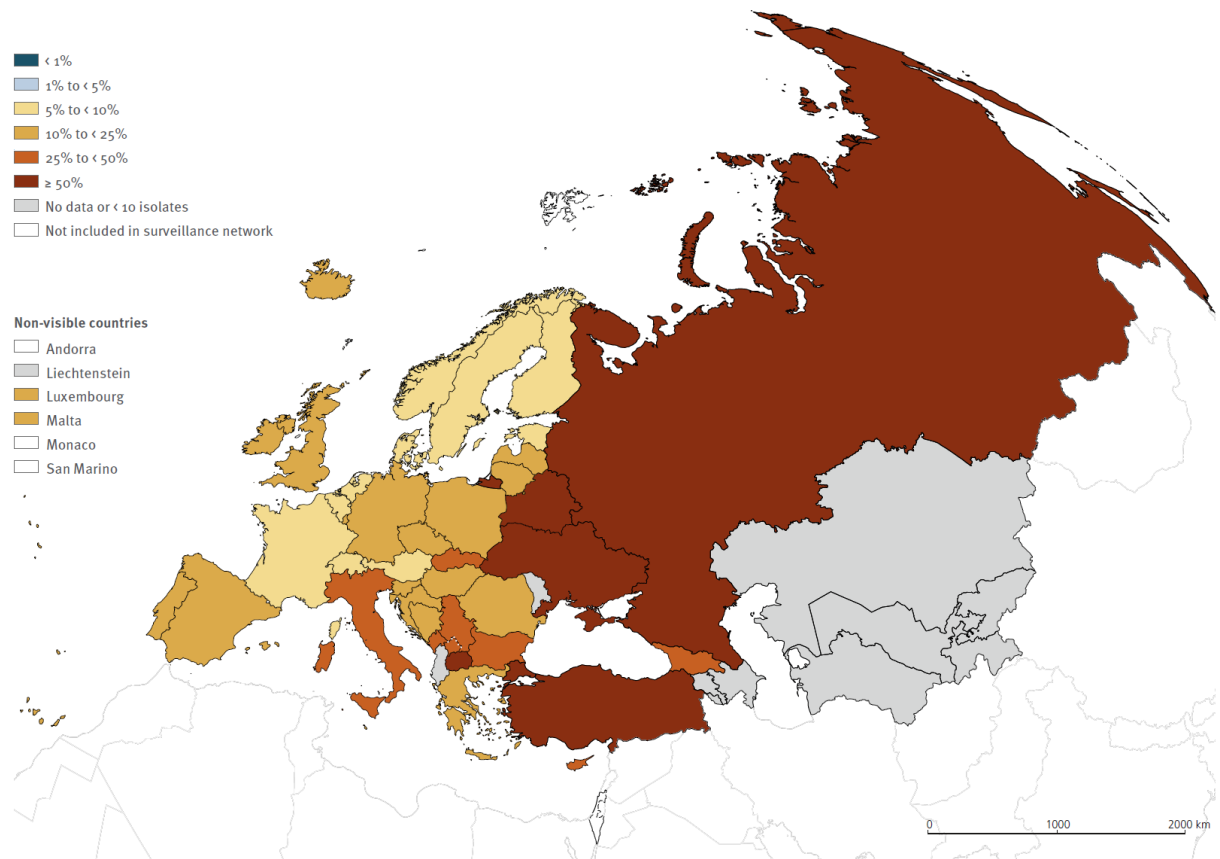 < 1%
1% to < 5%
5% to < 10%
10% to < 25%
25% to < 50%
≥ 50%
No data or < 10 isolates
Not included in surveillance network
Non-visible countries
Andorra
Liechtenstein
Luxembourg
Malta
Monaco
San Marino
0 1000 2000 km